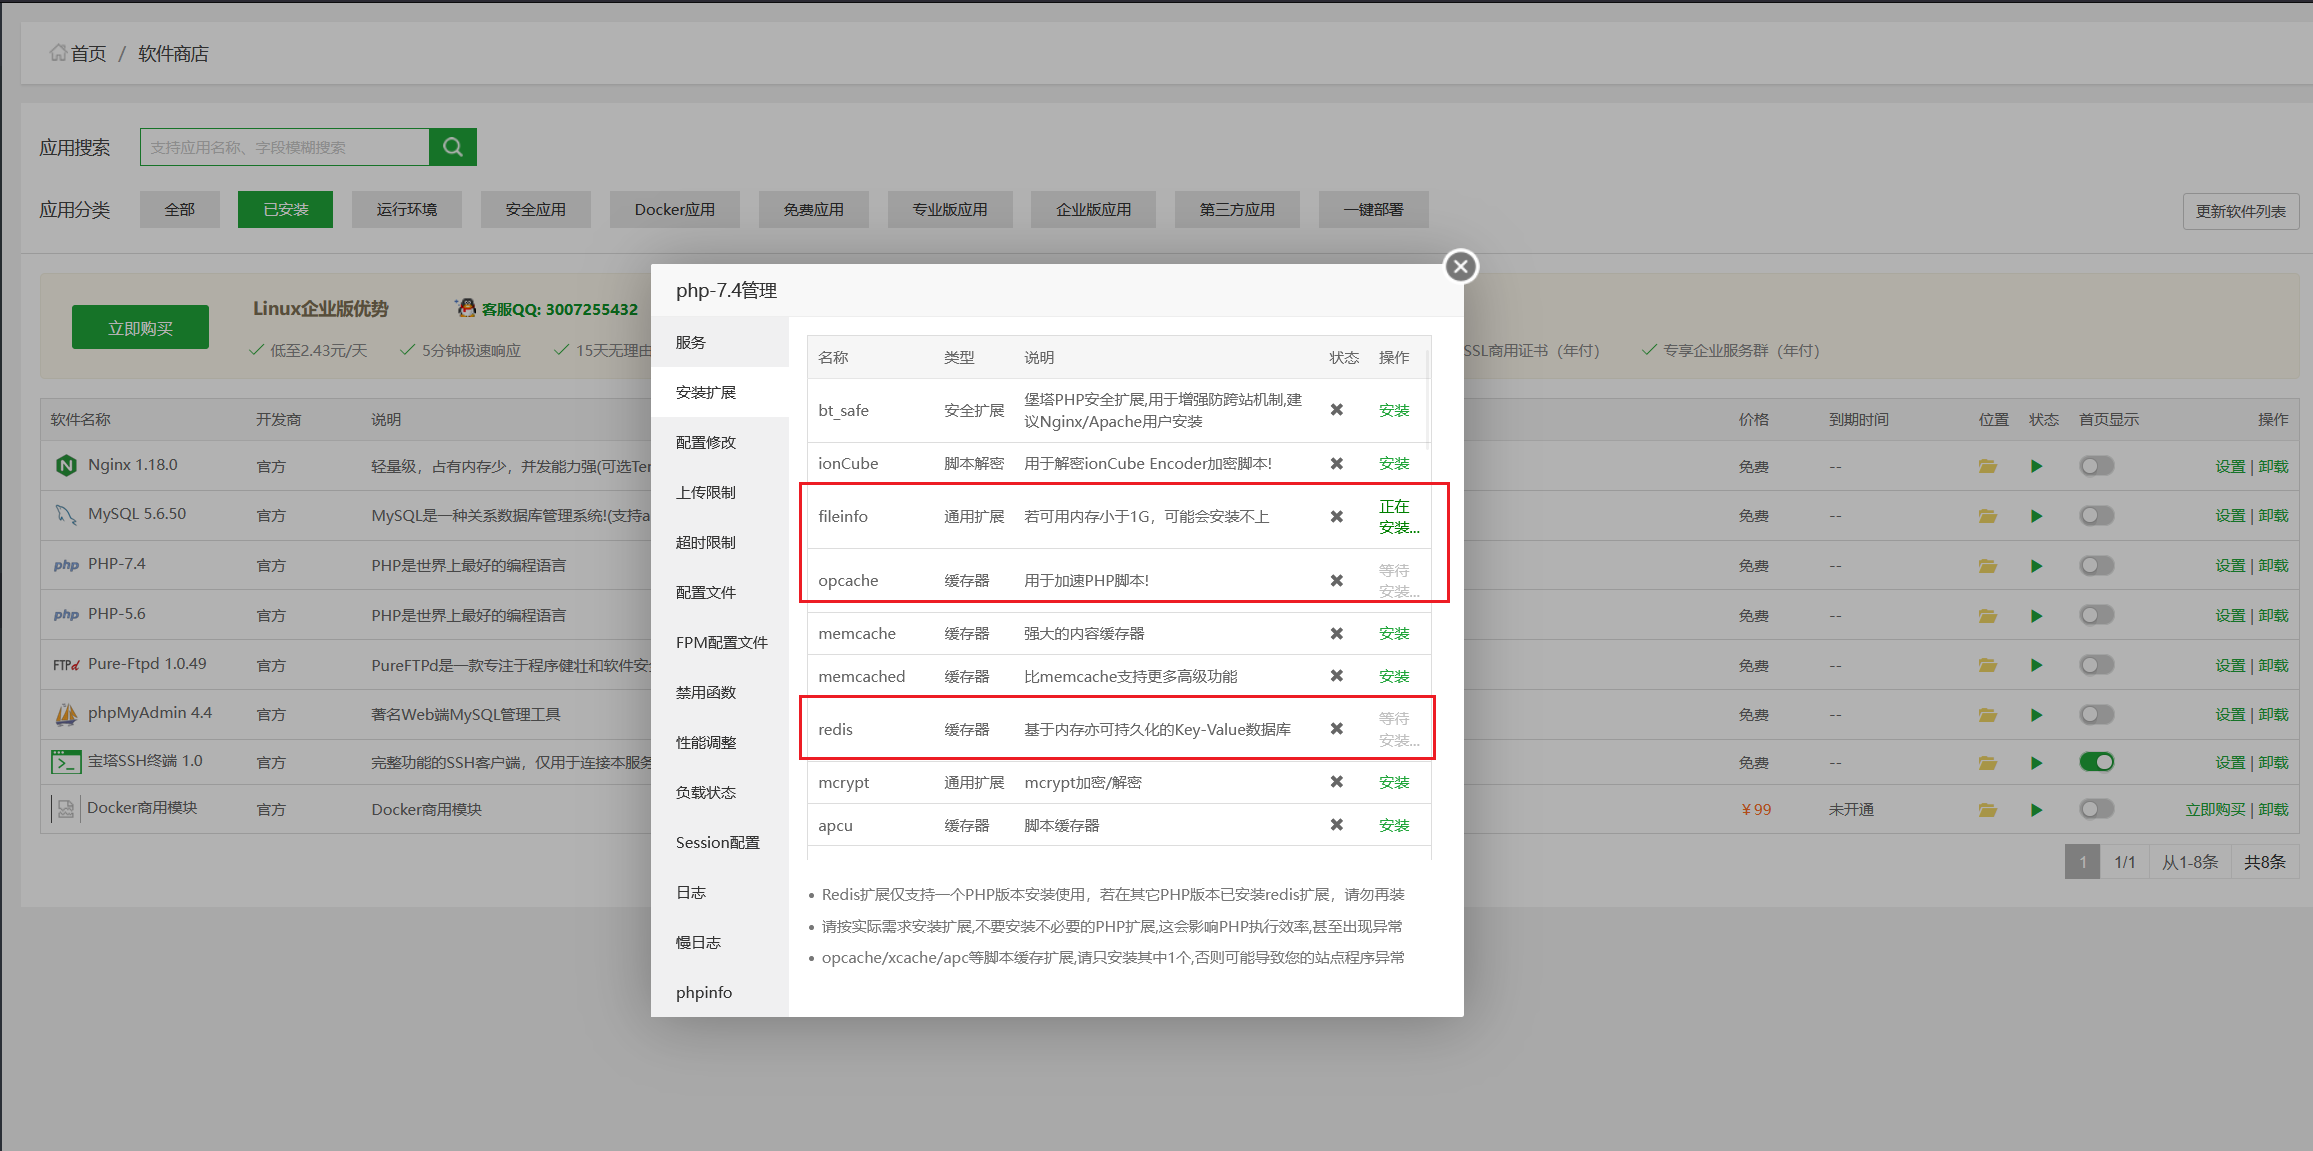 首页 / 软件商店
应用搜索 支持应用名称、字段模糊搜索
应用分类 全部 已安装 运行环境 安全应用 Docker应用 免费应用 专业版应用 企业版应用 第三方应用 一键部署 更新软件列表
立即购买
Linux企业版优势 客服QQ: 3007255432
低至2.43元/天 5分钟极速响应 15天无理由 SSL商用证书（年付） 专享企业服务群（年付）
软件名称 开发商 说明 价格 到期时间 位置 状态 首页显示 操作
Nginx 1.18.0 官方 轻量级，占有内存少，并发能力强(可选Ter 免费 -- 设置 | 卸载
MySQL 5.6.50 官方 MySQL是一种关系数据库管理系统!(支持a 免费 -- 设置 | 卸载
php PHP-7.4 官方 PHP是世界上最好的编程语言 免费 -- 设置 | 卸载
php PHP-5.6 官方 PHP是世界上最好的编程语言 免费 -- 设置 | 卸载
FTPd Pure-Ftpd 1.0.49 官方 PureFTPd是一款专注于程序健壮和软件安 免费 -- 设置 | 卸载
phpMyAdmin 4.4 官方 著名Web端MySQL管理工具 免费 -- 设置 | 卸载
宝塔SSH终端 1.0 官方 完整功能的SSH客户端，仅用于连接本服务 免费 -- 设置 | 卸载
Docker商用模块 官方 Docker商用模块 ￥99 未开通 立即购买 | 卸载
1 1/1 从1-8条 共8条
php-7.4管理
服务
安装扩展
配置修改
上传限制
超时限制
配置文件
FPM配置文件
禁用函数
性能调整
负载状态
Session配置
日志
慢日志
phpinfo
名称 类型 说明 状态 操作
bt_safe 安全扩展 堡塔PHP安全扩展,用于增强防跨站机制,建
议Nginx/Apache用户安装 安装
ionCube 脚本解密 用于解密ionCube Encoder加密脚本! 安装
fileinfo 通用扩展 若可用内存小于1G，可能会安装不上 正在
安装...
opcache 缓存器 用于加速PHP脚本! 等待
安装...
memcache 缓存器 强大的内容缓存器 安装
memcached 缓存器 比memcache支持更多高级功能 安装
redis 缓存器 基于内存亦可持久化的Key-Value数据库 等待
安装...
mcrypt 通用扩展 mcrypt加密/解密 安装
apcu 缓存器 脚本缓存器 安装
Redis扩展仅支持一个PHP版本安装使用，若在其它PHP版本已安装redis扩展，请勿再装
请按实际需求安装扩展,不要安装不必要的PHP扩展,这会影响PHP执行效率,甚至出现异常
opcache/xcache/apc等脚本缓存扩展,请只安装其中1个,否则可能导致您的站点程序异常